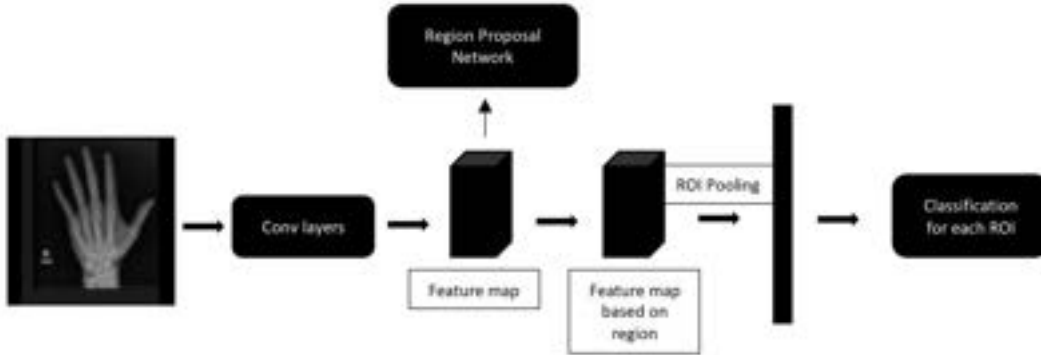 Region Proposal
Network
Conv layers
Feature map
Feature map
based on
region
ROI Pooling
Classification
for each ROI